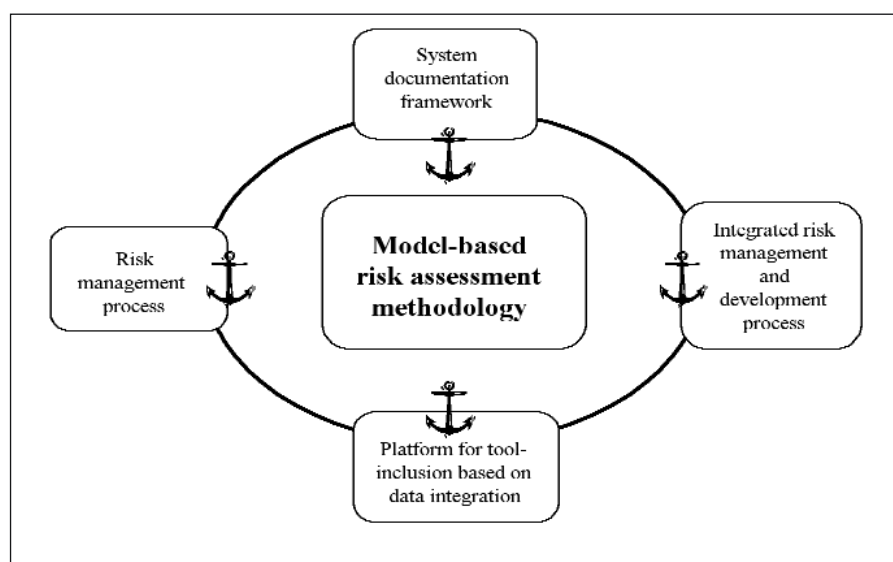 System
documentation
framework
Model-based
risk assessment
methodology
Risk
management
process
Integrated risk
management
and
development
process
Platform for tool-
inclusion based on
data integration